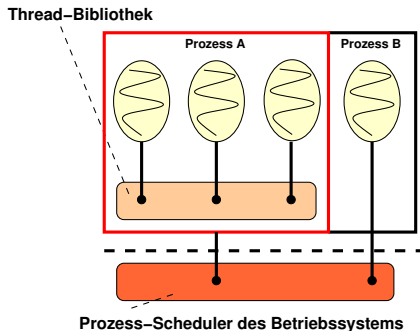 Thread–Bibliothek
Prozess A
Prozess B
Prozess–Scheduler des Betriebssystems